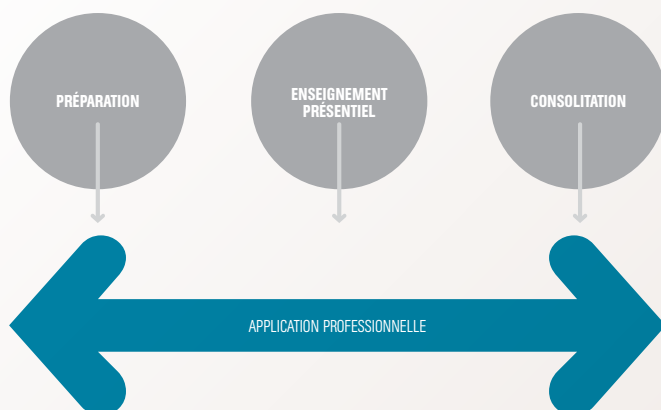 PRÉPARATION
ENSEIGNEMENT
PRÉSENTIEL
CONSOLITATION
APPLICATION PROFESSIONNELLE